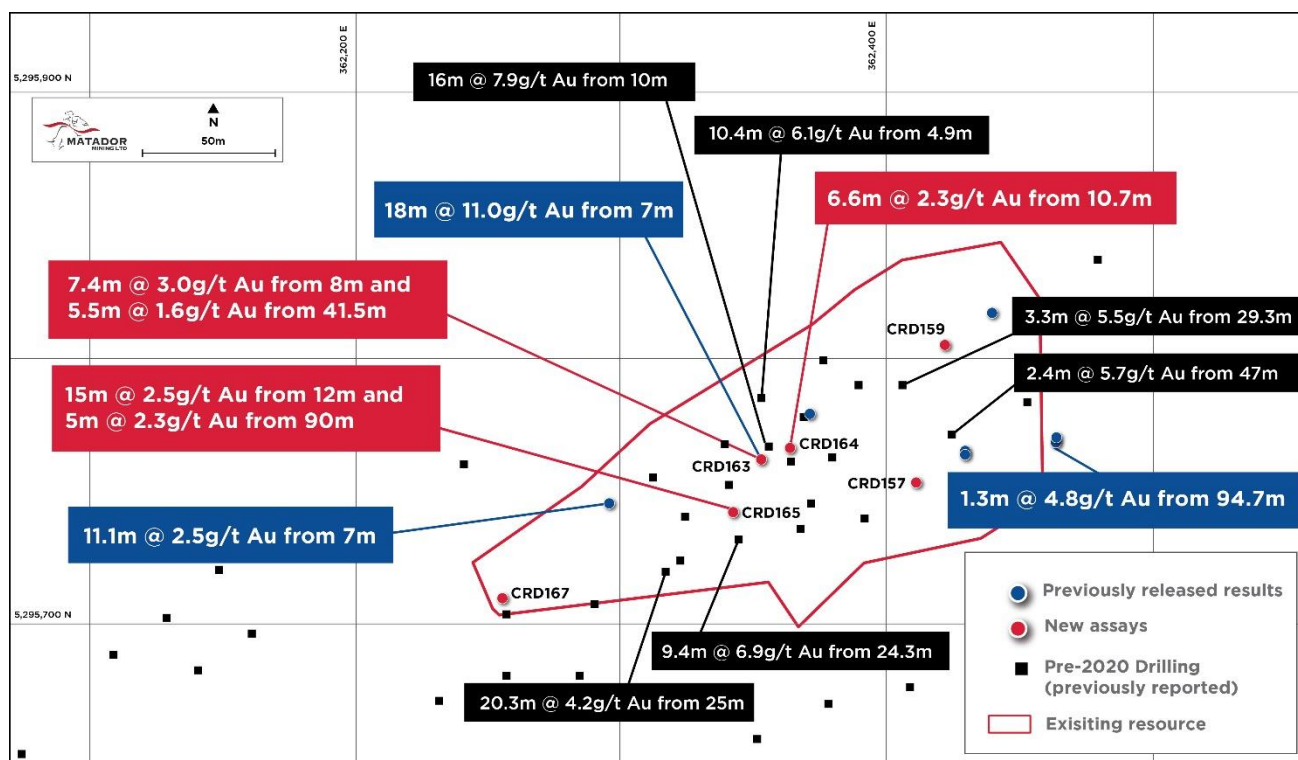 362,200 E
362,400 E
5,295,900 N
MATADOR
MINING LTD
N
50m
16m @ 7.9g/t Au from 10m
10.4m @ 6.1g/t Au from 4.9m
18m @ 11.0g/t Au from 7m
6.6m @ 2.3g/t Au from 10.7m
7.4m @ 3.0g/t Au from 8m and
5.5m @ 1.6g/t Au from 41.5m
CRD159
3.3m @ 5.5g/t Au from 29.3m
2.4m @ 5.7g/t Au from 47m
15m @ 2.5g/t Au from 12m and
5m @ 2.3g/t Au from 90m
CRD164
CRD163
CRD157
1.3m @ 4.8g/t Au from 94.7m
CRD165
11.1m @ 2.5g/t Au from 7m
CRD167
5,295,700 N
9.4m @ 6.9g/t Au from 24.3m
20.3m @ 4.2g/t Au from 25m
Previously released results
New assays
Pre-2020 Drilling
(previously reported)
Exisiting resource